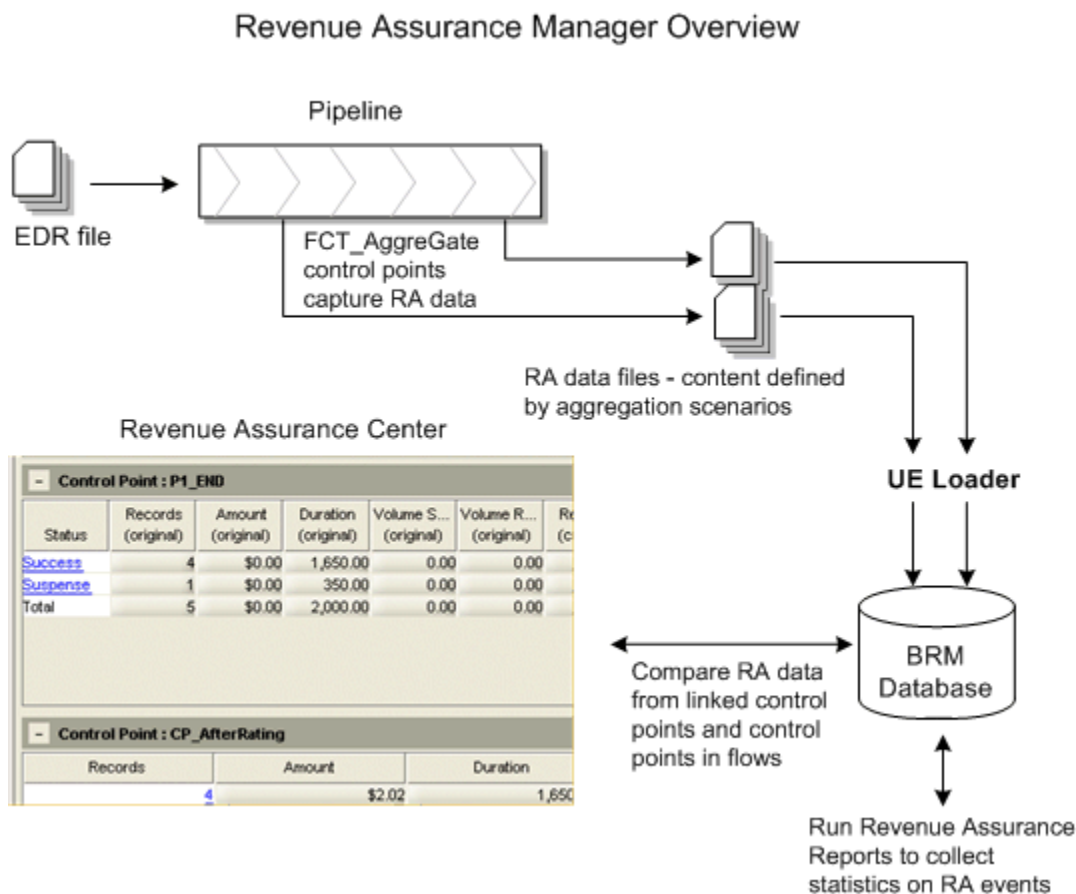 Revenue Assurance Manager Overview
Pipeline
EDR file
FCT_AggreGate
control points
capture RA data
RA data files - content defined
by aggregation scenarios
Revenue Assurance Center
UE Loader
− Control Point : P1_END
Status Records (original) Amount (original) Duration (original) Volume S... (original) Volume R... (original)
Success 4 $0.00 1,650.00 0.00 0.00
Suspense 1 $0.00 350.00 0.00 0.00
Total 5 $0.00 2,000.00 0.00 0.00
BRM
Database
Compare RA data
from linked control
points and control
points in flows
− Control Point : CP_AfterRating
Records Amount Duration
4 $2.02
Run Revenue Assurance
Reports to collect
statistics on RA events